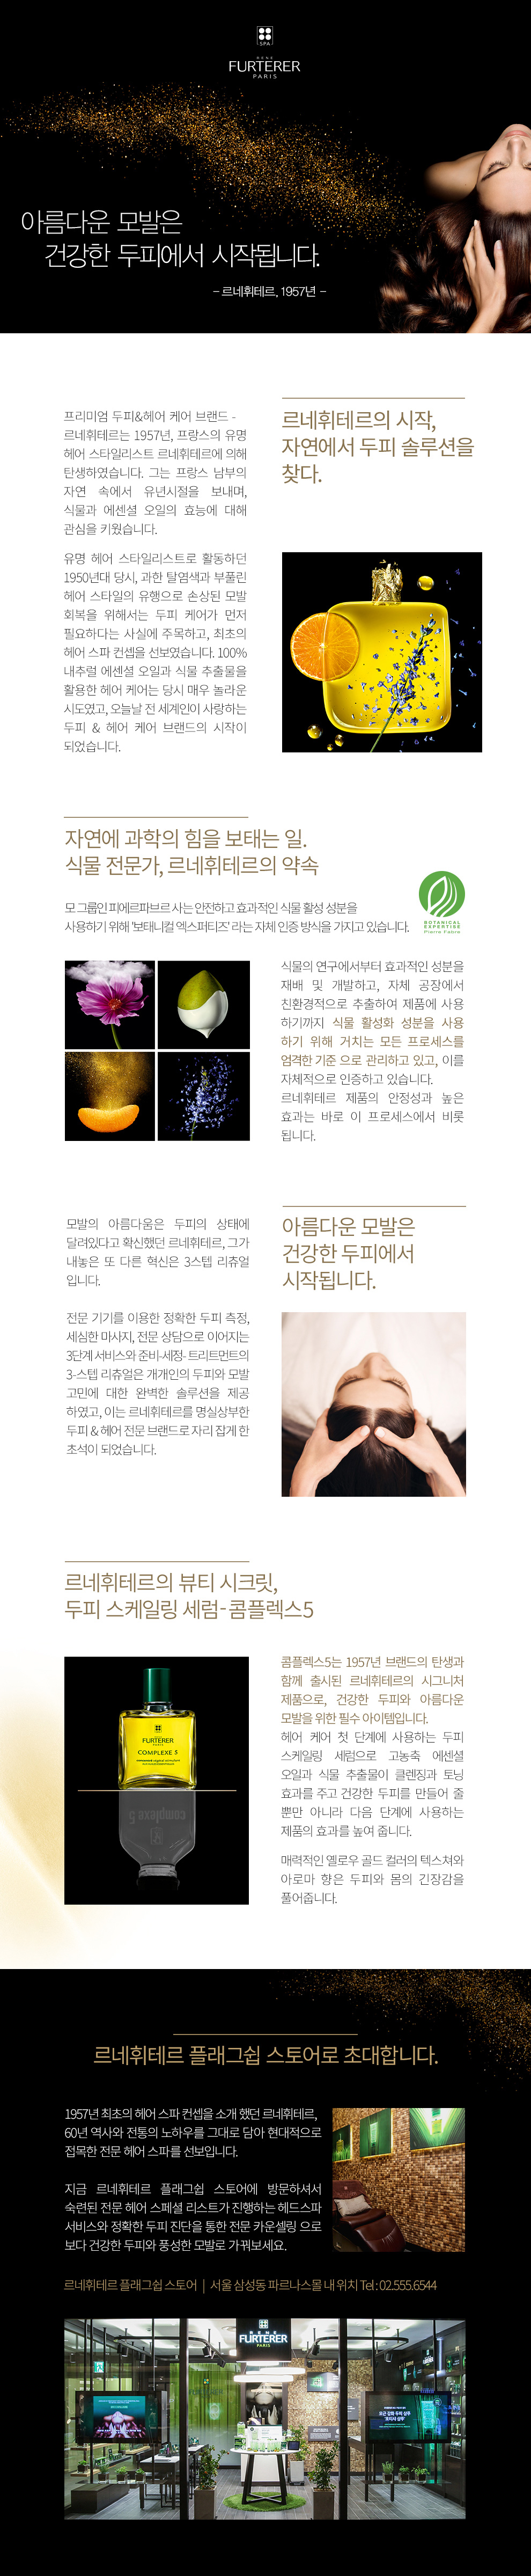 SPA
RENE
FURTERER
PARIS
아름다운 모발은
건강한 두피에서 시작됩니다.
- 르네휘테르, 1957년 -
프리미엄 두피&헤어 케어 브랜드 -
르네휘테르는 1957년, 프랑스의 유명
헤어 스타일리스트 르네휘테르에 의해
탄생하였습니다. 그는 프랑스 남부의
자연 속에서 유년시절을 보내며,
식물과 에센셜 오일의 효능에 대해
관심을 키웠습니다.
유명 헤어 스타일리스트로 활동하던
1950년대 당시, 과한 탈염색과 부풀린
헤어 스타일의 유행으로 손상된 모발
회복을 위해서는 두피 케어가 먼저
필요하다는 사실에 주목하고, 최초의
헤어 스파 컨셉을 선보였습니다. 100%
내추럴 에센셜 오일과 식물 추출물을
활용한 헤어 케어는 당시 매우 놀라운
시도였고, 오늘날 전 세계인이 사랑하는
두피 & 헤어 케어 브랜드의 시작이
되었습니다.
르네휘테르의 시작,
자연에서 두피 솔루션을
찾다.
자연에 과학의 힘을 보태는 일.
식물 전문가, 르네휘테르의 약속
모 그룹인 피에르파브르 사는 안전하고 효과적인 식물 활성 성분을
사용하기 위해 '보태니컬 엑스퍼티즈' 라는 자체 인증 방식을 가지고 있습니다.
BOTANICAL
EXPERTISE
Pierre Fabre
식물의 연구에서부터 효과적인 성분을
재배 및 개발하고, 자체 공장에서
친환경적으로 추출하여 제품에 사용
하기까지 식물 활성화 성분을 사용
하기 위해 거치는 모든 프로세스를
엄격한 기준 으로 관리하고 있고, 이를
자체적으로 인증하고 있습니다.
르네휘테르 제품의 안정성과 높은
효과는 바로 이 프로세스에서 비롯
됩니다.
모발의 아름다움은 두피의 상태에
달려있다고 확신했던 르네휘테르, 그가
내놓은 또 다른 혁신은 3스텝 리츄얼
입니다.
전문 기기를 이용한 정확한 두피 측정,
세심한 마사지, 전문 상담으로 이어지는
3단계 서비스와 준비-세정- 트리트먼트의
3-스텝 리츄얼은 개개인의 두피와 모발
고민에 대한 완벽한 솔루션을 제공
하였고, 이는 르네휘테르를 명실상부한
두피 & 헤어 전문 브랜드로 자리 잡게 한
초석이 되었습니다.
아름다운 모발은
건강한 두피에서
시작됩니다.
르네휘테르의 뷰티 시크릿,
두피 스케일링 세럼-콤플렉스5
FURTERER
COMPLEXE 5
콤플렉스5는 1957년 브랜드의 탄생과
함께 출시된 르네휘테르의 시그니처
제품으로, 건강한 두피와 아름다운
모발을 위한 필수 아이템입니다.
헤어 케어 첫 단계에 사용하는 두피
스케일링 세럼으로 고농축 에센셜
오일과 식물 추출물이 클렌징과 토닝
효과를 주고 건강한 두피를 만들어 줄
뿐만 아니라 다음 단계에 사용하는
제품의 효과를 높여 줍니다.
매력적인 옐로우 골드 컬러의 텍스쳐와
아로마 향은 두피와 몸의 긴장감을
풀어줍니다.
르네휘테르 플래그쉽 스토어로 초대합니다.
1957년 최초의 헤어 스파 컨셉을 소개 했던 르네휘테르,
60년 역사와 전통의 노하우를 그대로 담아 현대적으로
접목한 전문 헤어 스파를 선보입니다.
지금 르네휘테르 플래그쉽 스토어에 방문하셔서
숙련된 전문 헤어 스페셜 리스트가 진행하는 헤드스파
서비스와 정확한 두피 진단을 통한 전문 카운셀링 으로
보다 건강한 두피와 풍성한 모발로 가꿔보세요.
르네휘테르 플래그쉽 스토어 | 서울 삼성동 파르나스몰 내 위치 Tel : 02.555.6544
FURTERER
PARIS